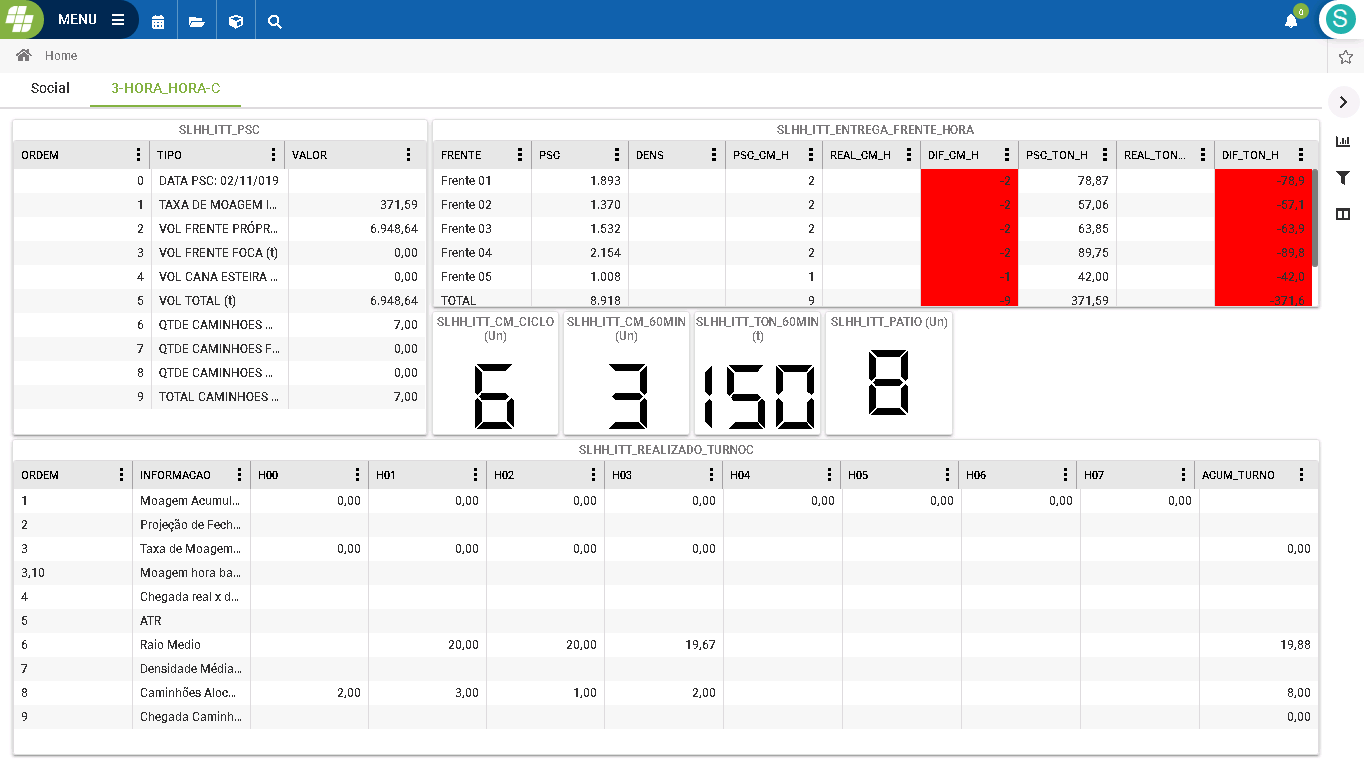 MENU
0
S
Home
Social 3-HORA_HORA-C
SLHH_ITT_PSC
ORDEM TIPO VALOR
0 DATA PSC: 02/11/019
1 TAXA DE MOAGEM I... 371,59
2 VOL FRENTE PRÓPR... 6.948,64
3 VOL FRENTE FOCA (t) 0,00
4 VOL CANA ESTEIRA ... 0,00
5 VOL TOTAL (t) 6.948,64
6 QTDE CAMINHOES ... 7,00
7 QTDE CAMINHOES F... 0,00
8 QTDE CAMINHOES ... 0,00
9 TOTAL CAMINHOES ... 7,00
SLHH_ITT_ENTREGA_FRENTE_HORA
FRENTE PSC DENS PSC_CM_H REAL_CM_H DIF_CM_H PSC_TON_H REAL_TON... DIF_TON_H
Frente 01 1.893 2 -2 78,87 -78,9
Frente 02 1.370 2 -2 57,06 -57,1
Frente 03 1.532 2 -2 63,85 -63,9
Frente 04 2.154 2 -2 89,75 -89,8
Frente 05 1.008 1 -1 42,00 -42,0
TOTAL 8.918 9 -9 371,59 -371,6
SLHH_ITT_CM_CICLO
(Un)
6
SLHH_ITT_CM_60MIN
(Un)
3
SLHH_ITT_TON_60MIN
(t)
150
SLHH_ITT_PATIO (Un)
8
SLHH_ITT_REALIZADO_TURNOC
ORDEM INFORMACAO H00 H01 H02 H03 H04 H05 H06 H07 ACUM_TURNO
1 Moagem Acumul... 0,00 0,00 0,00 0,00 0,00 0,00 0,00 0,00
2 Projeção de Fech...
3 Taxa de Moagem... 0,00 0,00 0,00 0,00 0,00
3,10 Moagem hora ba...
4 Chegada real x d...
5 ATR
6 Raio Medio 20,00 20,00 19,67 19,88
7 Densidade Média...
8 Caminhões Aloc... 2,00 3,00 1,00 2,00 8,00
9 Chegada Caminh... 0,00